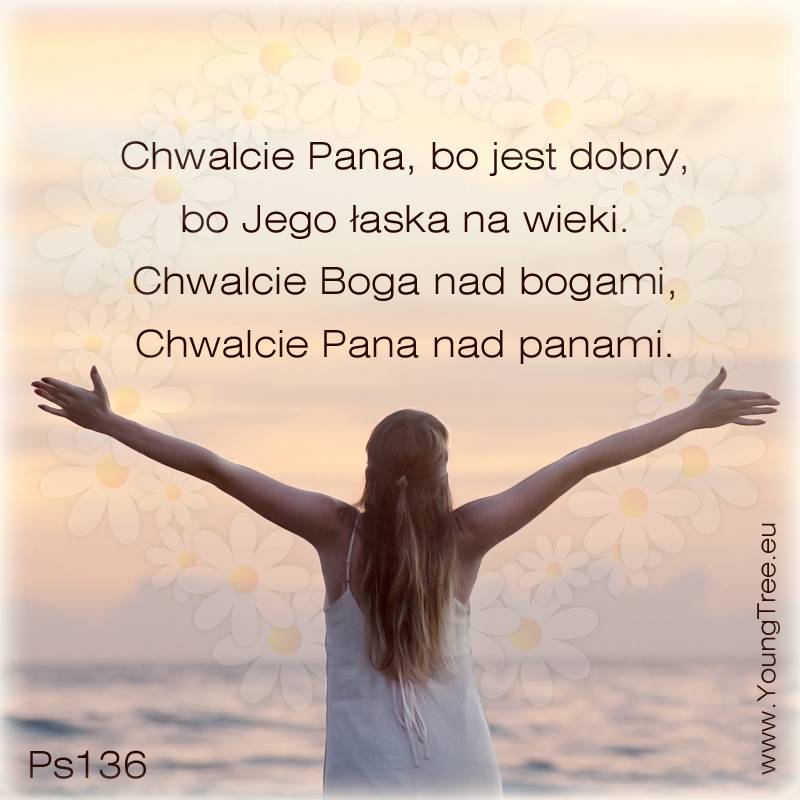 Chwalcie Pana, bo jest dobry,
bo Jego łaska na wieki.
Chwalcie Boga nad bogami,
Chwalcie Pana nad panami.
www.YoungTree.eu
Ps136